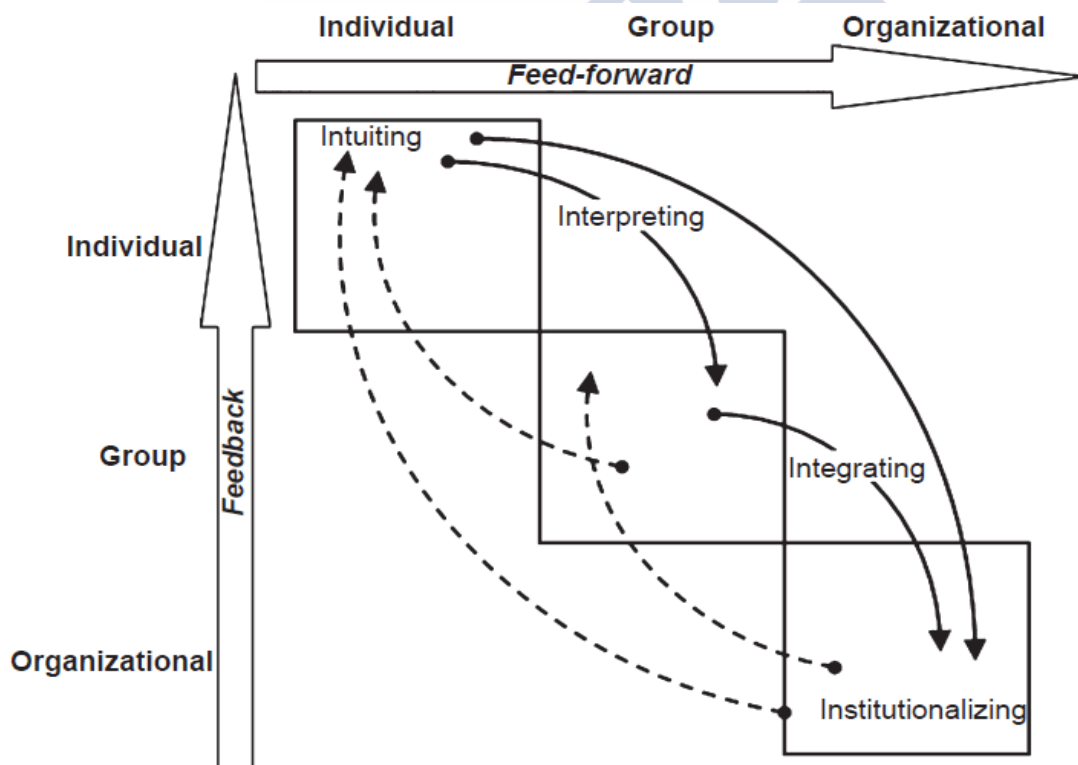 Individual
Group
Organizational
Feed-forward
Intuiting
Interpreting
Individual
Group
Feedback
Integrating
Organizational
Institutionalizing